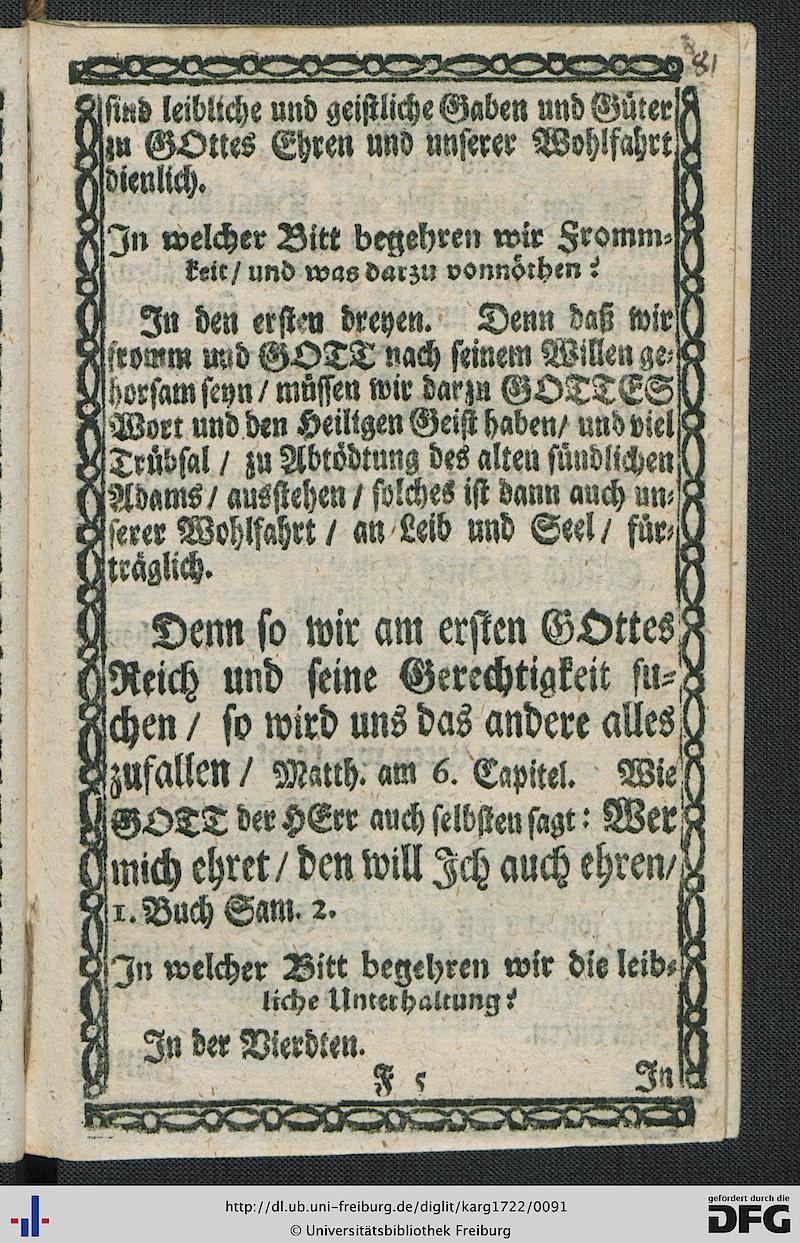 81
sind leibliche und geistliche Gaben und Güter
zu GOttes Ehren und unserer Wohlfahrt
dienlich.
In welcher Bitt begehren wir Fromm⸗
keit / und was darzu vonnöthen?
In den ersten dreyen. Denn daß wir
fromm und GOTT nach seinem Willen ge⸗
horsam seyn / müssen wir darzu GOTTES
Wort und den Heiligen Geist haben / und viel
Trübsal / zu Abtödtung des alten sündlichen
Adams / ausstehen / solches ist dann auch un⸗
serer Wohlfahrt / an Leib und Seel / für⸗
träglich.
Denn so wir am ersten GOttes
Reich und seine Gerechtigkeit su⸗
chen / so wird uns das andere alles
zufallen / Matth. am 6. Capitel. Wie
GOTT der HErr auch selbsten sagt: Wer
mich ehret / den will Ich auch ehren /
1. Buch Sam. 2.
In welcher Bitt begehren wir die leib⸗
liche Unterhaltung?
In der Vierdten.
F 5 In
http://dl.ub.uni-freiburg.de/diglit/karg1722/0091
© Universitätsbibliothek Freiburg
gefördert durch die
DFG